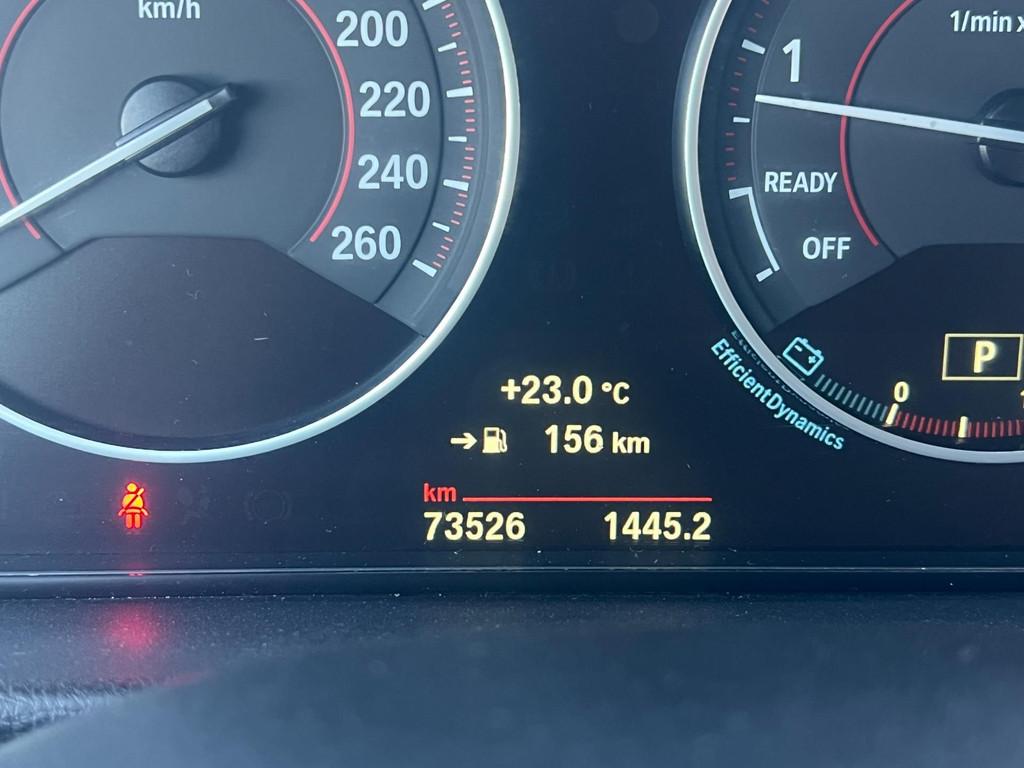 km/h
200
220
240
260
1/min x
1
READY
OFF
P
0
EfficientDynamics
+23.0 °C
➔ 156 km
km
73526 1445.2